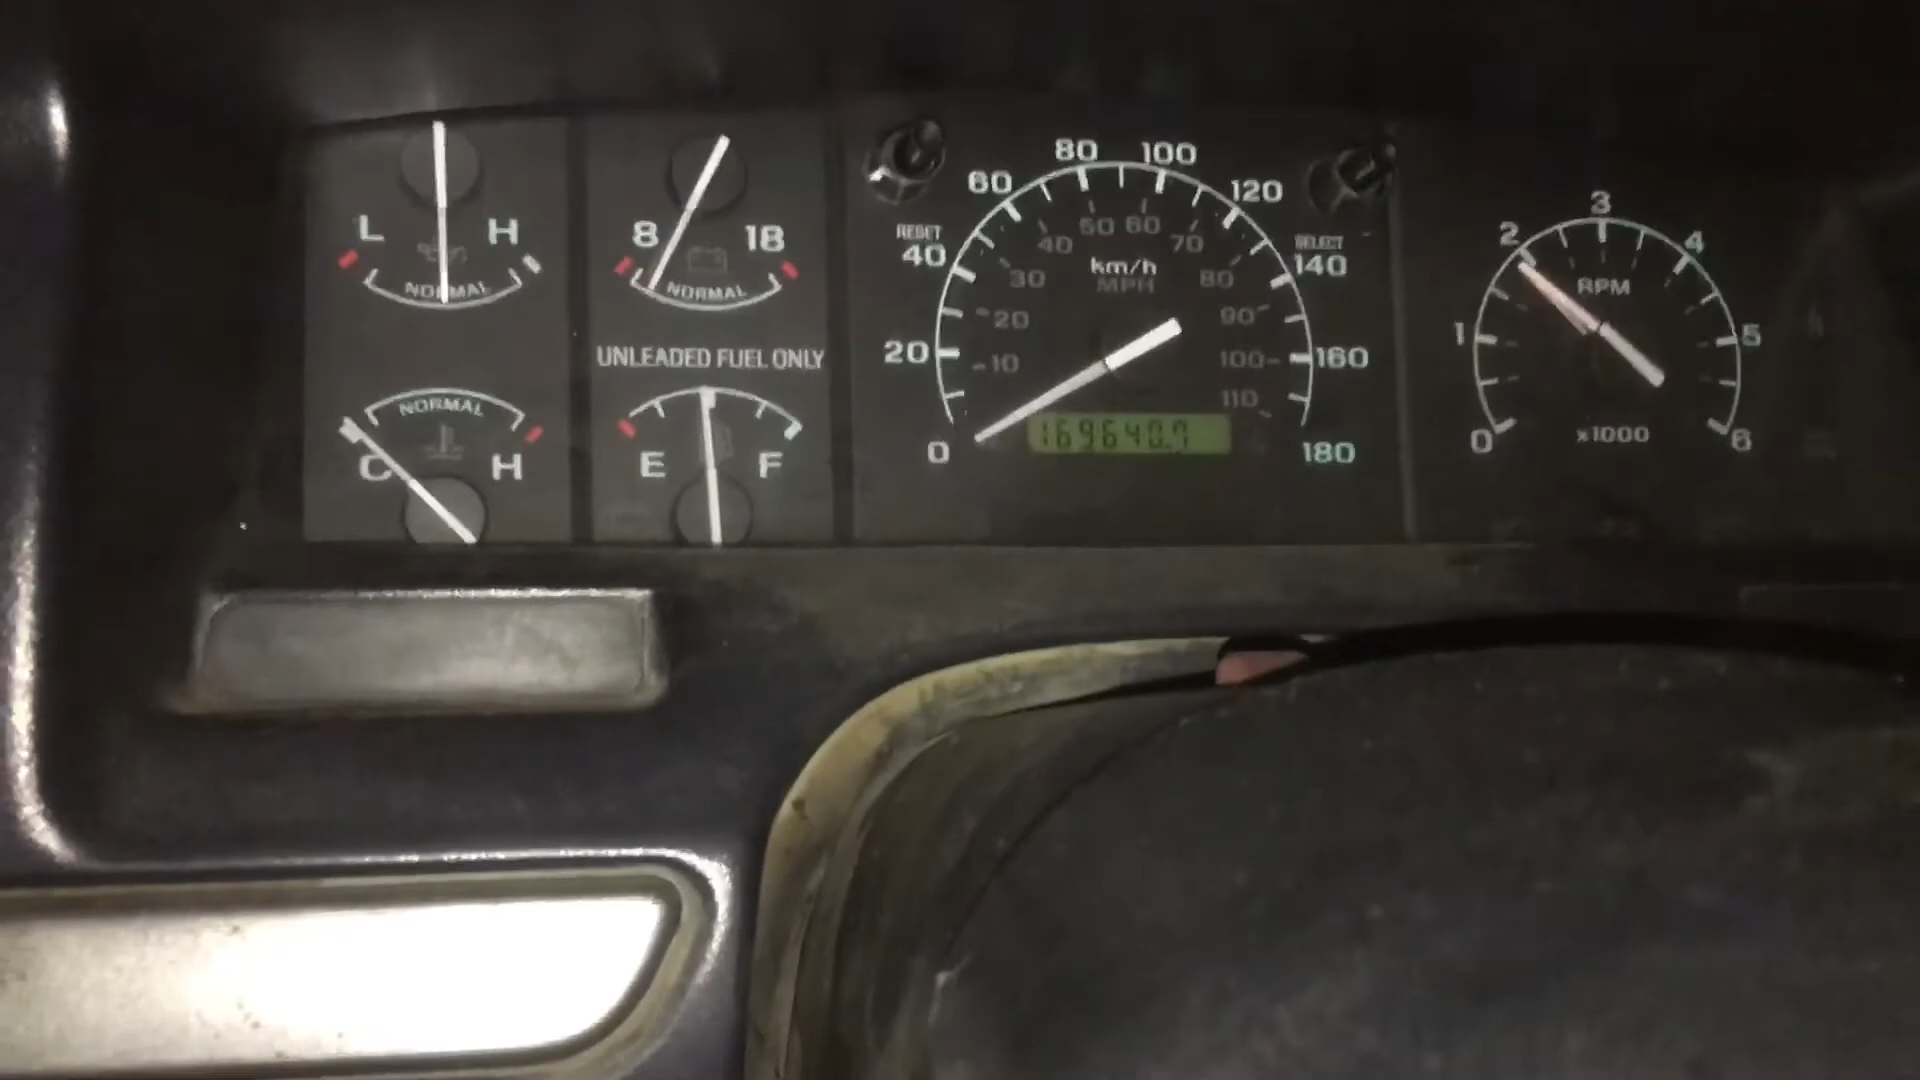 L H
NORMAL
8 18
NORMAL
UNLEADED FUEL ONLY
NORMAL
C H
E F
RESET
SELECT
0 20 40 60 80 100 120 140 160 180
10 20 30 40 50 60 70 80 90 100 110
km/h
MPH
169640.7
0 1 2 3 4 5 6
RPM
x1000